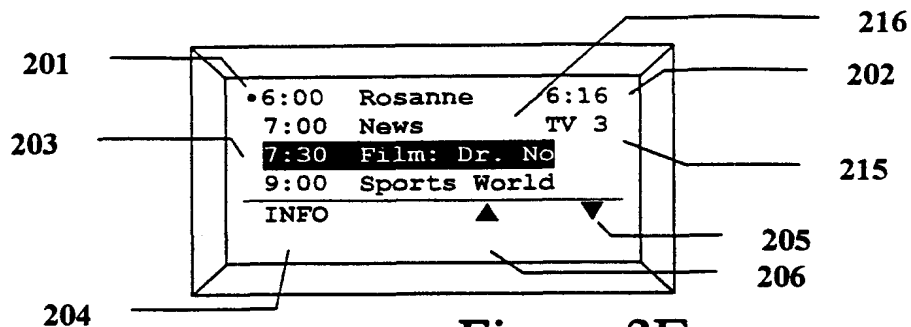 216
201
202
•6:00 Rosanne 6:16
7:00 News TV 3
203
7:30 Film: Dr. No
215
9:00 Sports World
INFO ▲ ▼
205
206
204